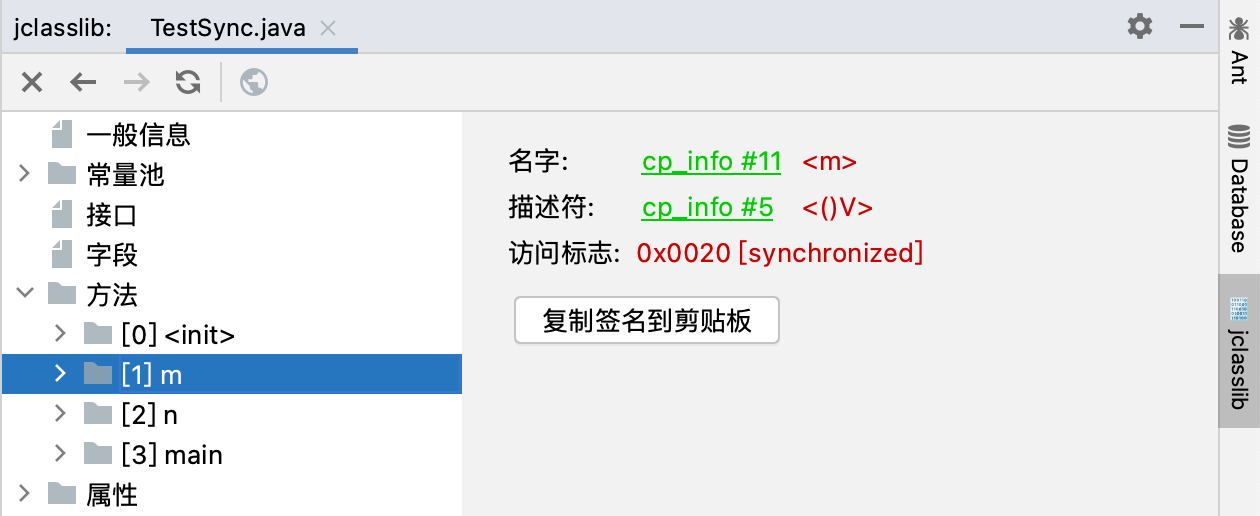 jclasslib:
TestSync.java
一般信息
常量池
接口
字段
方法
[0] <init>
[1] m
[2] n
[3] main
属性
名字: cp_info #11 <m>
描述符: cp_info #5 <()V>
访问标志: 0x0020 [synchronized]
复制签名到剪贴板
Ant
Database
jclasslib